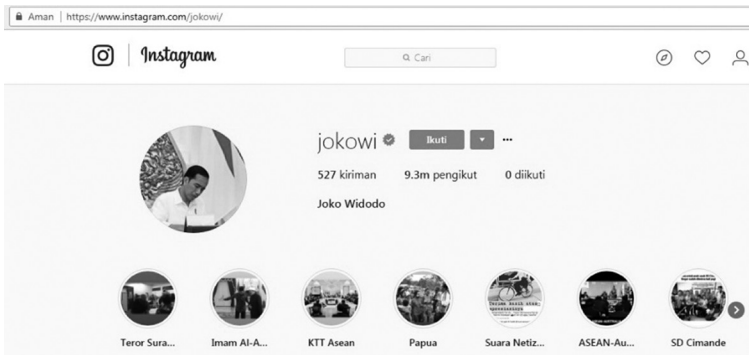 Aman | https://www.instagram.com/jokowi/
Instagram
Cari
jokowi
Ikuti
527 kiriman 9.3m pengikut 0 diikuti
Joko Widodo
Teror Sura... Imam Al-A... KTT Asean Papua Suara Netiz... ASEAN-Au... SD Cimande